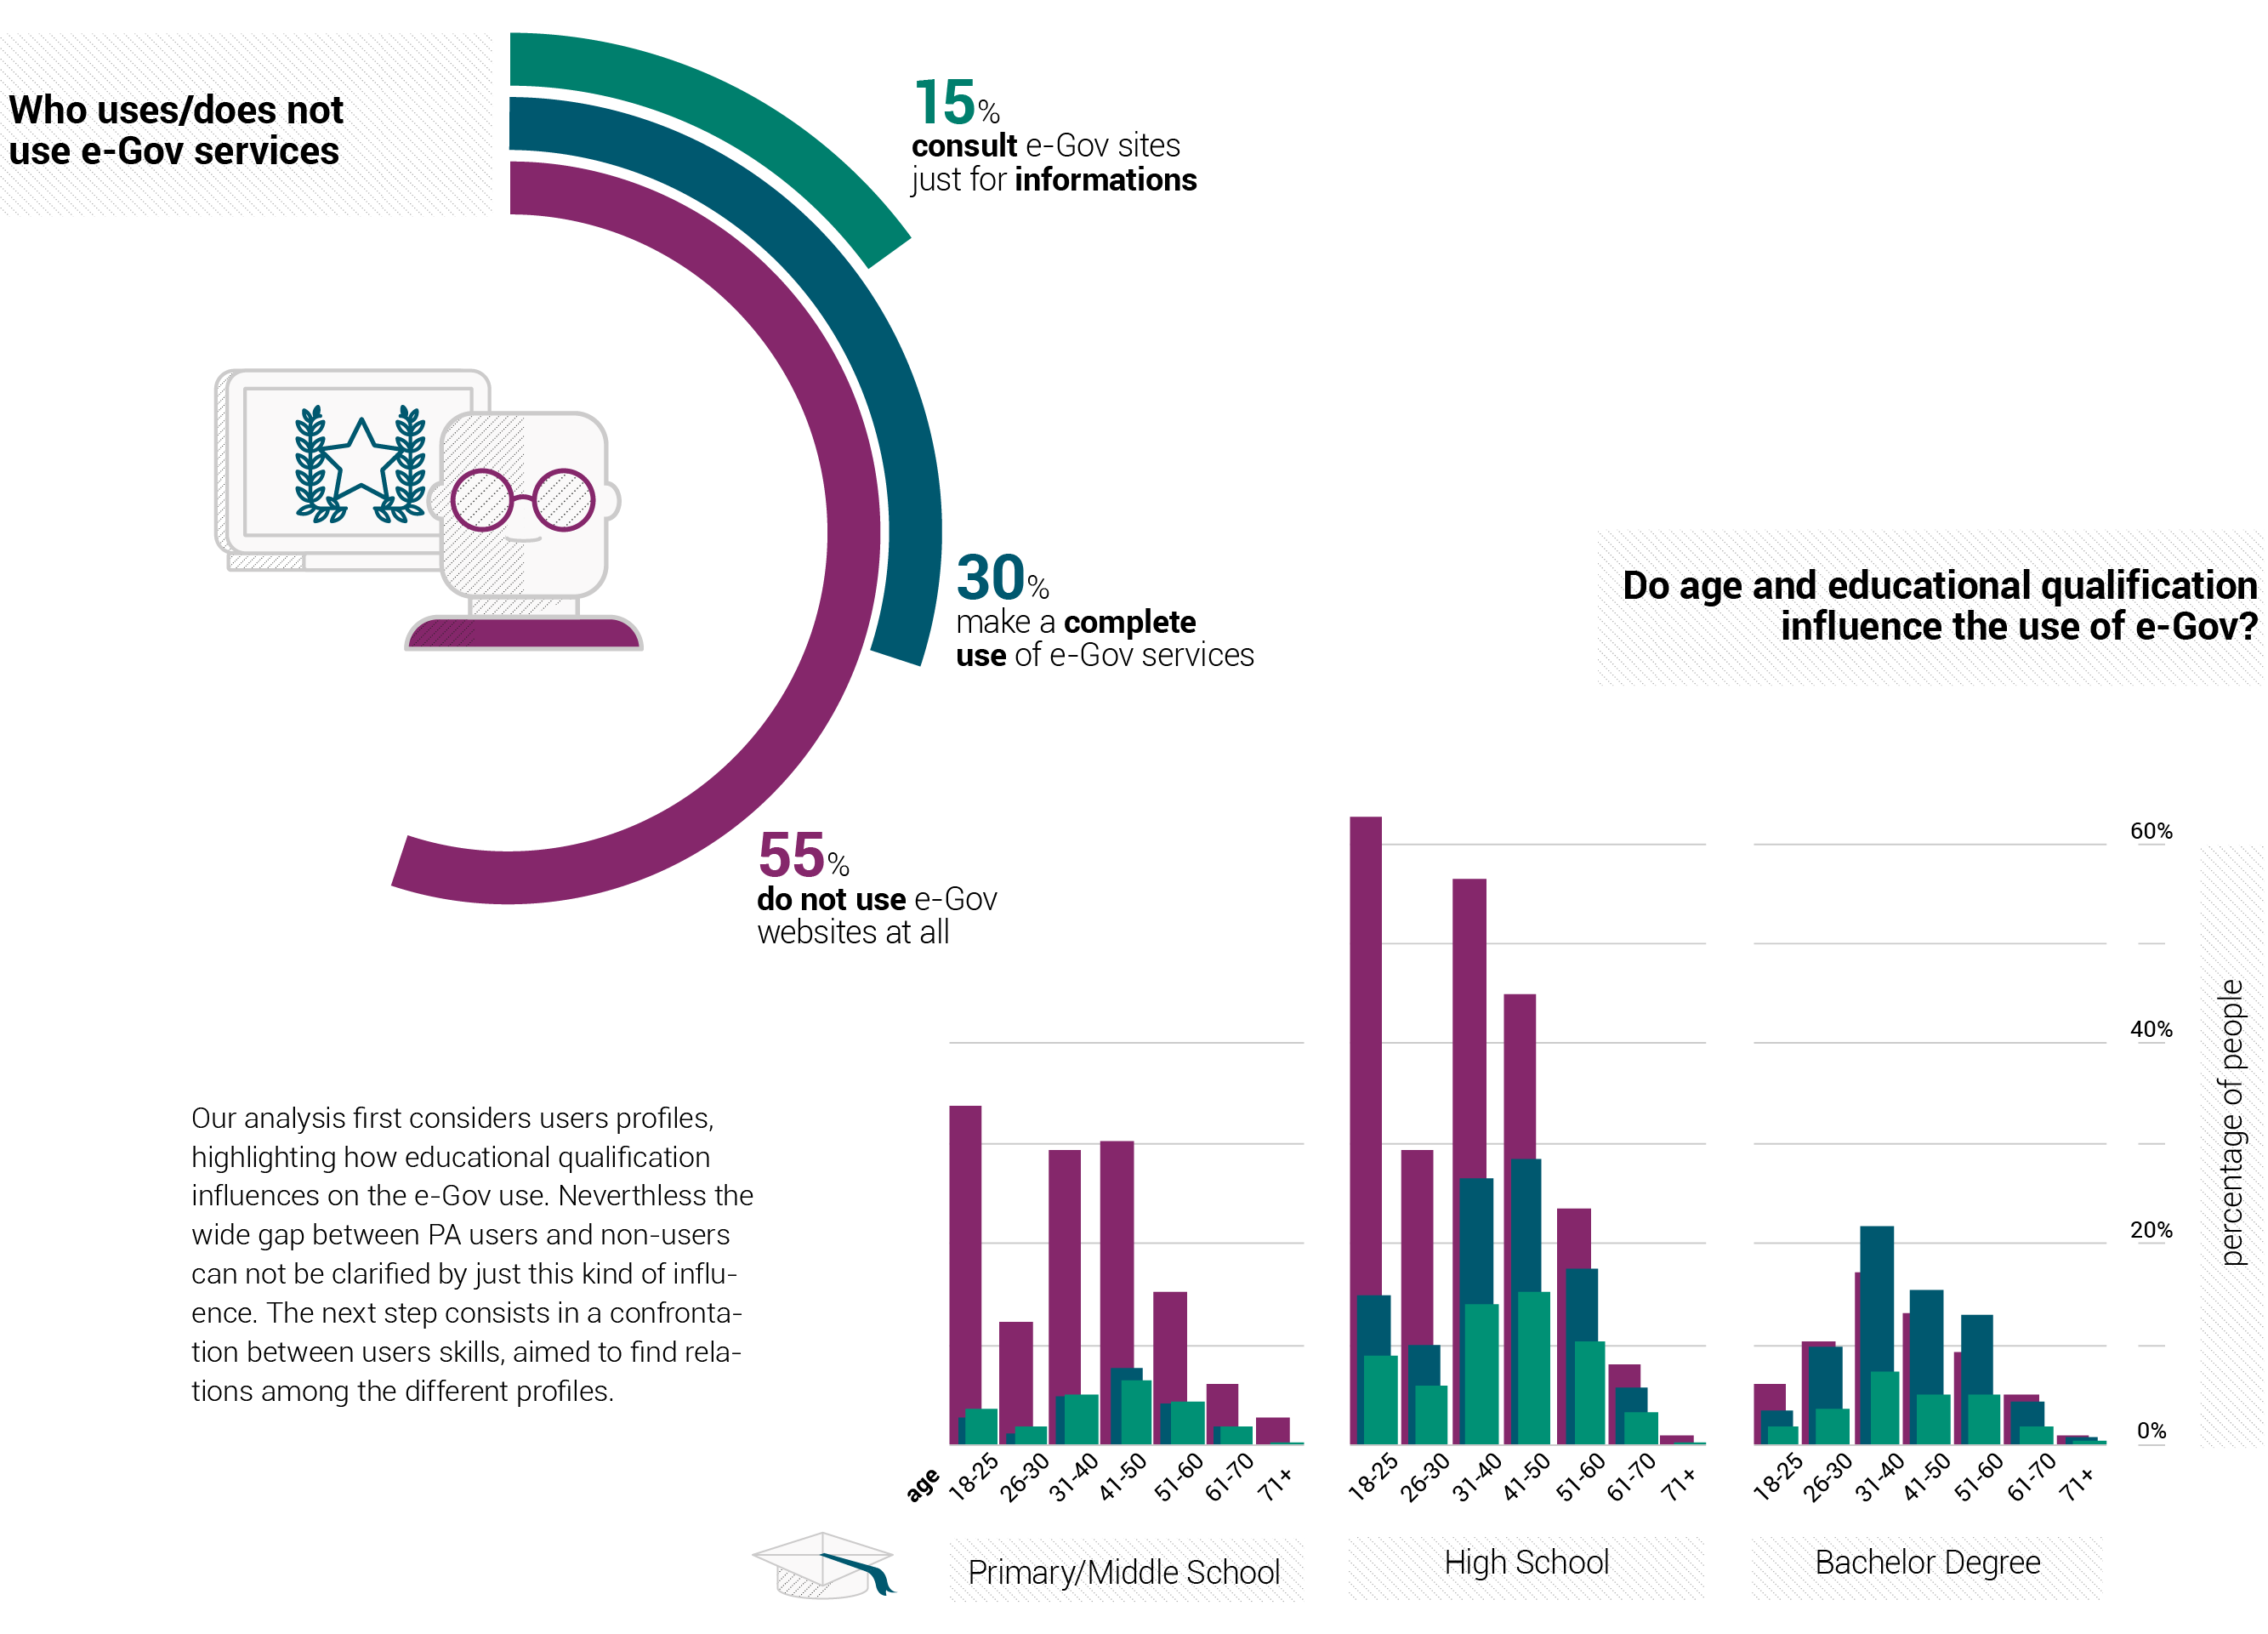 Who uses/does not
use e-Gov services
15%
consult e-Gov sites
just for informations
30%
make a complete
use of e-Gov services
55%
do not use e-Gov
websites at all
Our analysis first considers users profiles,
highlighting how educational qualification
influences on the e-Gov use. Neverthless the
wide gap between PA users and non-users
can not be clarified by just this kind of influ-
ence. The next step consists in a confronta-
tion between users skills, aimed to find rela-
tions among the different profiles.
Do age and educational qualification
influence the use of e-Gov?
60%
40%
20%
0%
percentage of people
age
18-25
26-30
31-40
41-50
51-60
61-70
71+
18-25
26-30
31-40
41-50
51-60
61-70
71+
18-25
26-30
31-40
41-50
51-60
61-70
71+
Primary/Middle School
High School
Bachelor Degree